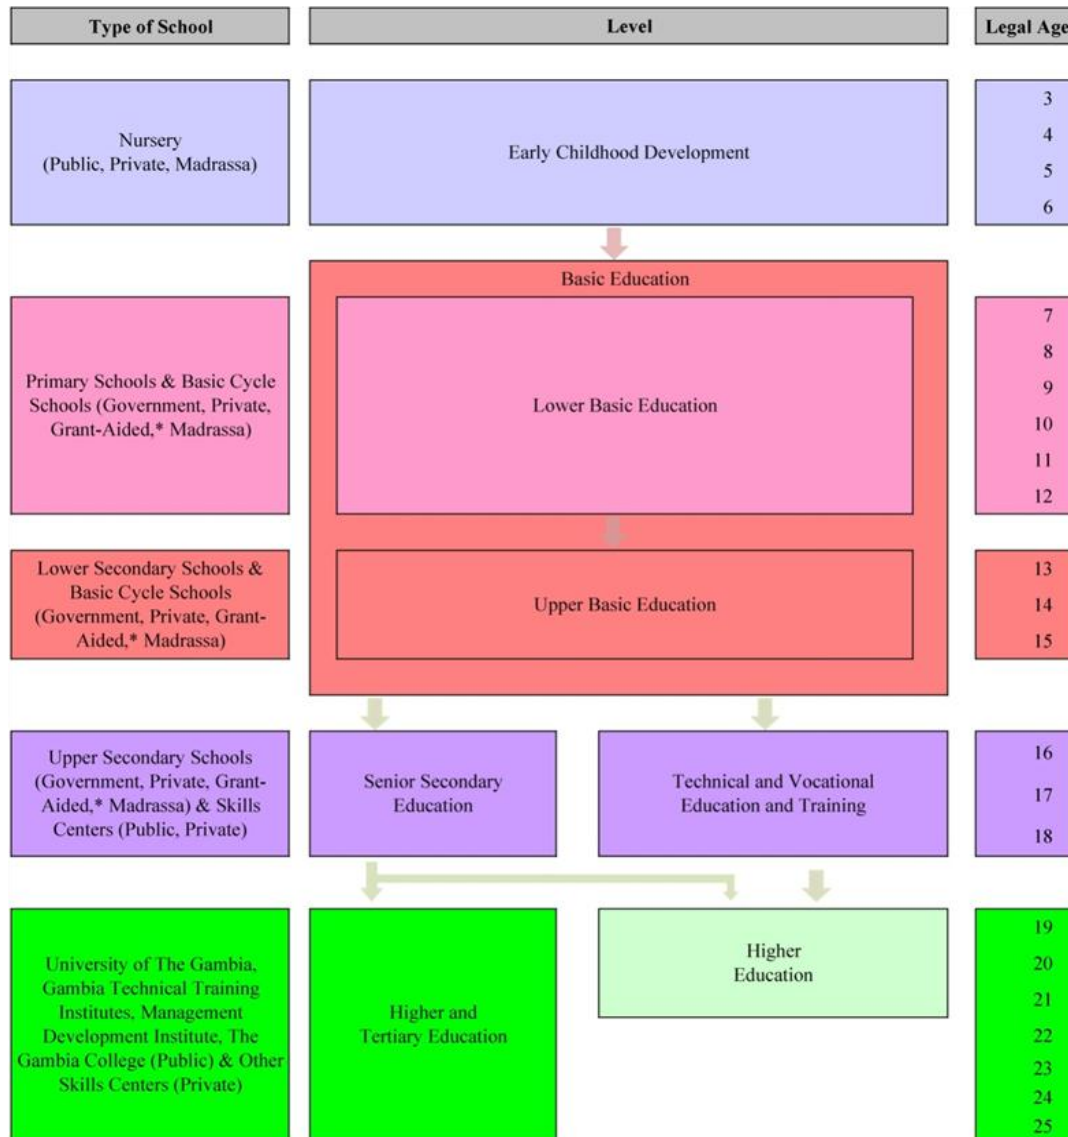 Type of School
Level
Legal Age
Nursery
(Public, Private, Madrassa)
Early Childhood Development
3
4
5
6
Basic Education
Primary Schools & Basic Cycle
Schools (Government, Private,
Grant-Aided,* Madrassa)
Lower Basic Education
7
8
9
10
11
12
Lower Secondary Schools &
Basic Cycle Schools
(Government, Private, Grant-
Aided,* Madrassa)
Upper Basic Education
13
14
15
Upper Secondary Schools
(Government, Private, Grant-
Aided,* Madrassa) & Skills
Centers (Public, Private)
Senior Secondary
Education
Technical and Vocational
Education and Training
16
17
18
University of The Gambia,
Gambia Technical Training
Institutes, Management
Development Institute, The
Gambia College (Public) & Other
Skills Centers (Private)
Higher and
Tertiary Education
Higher
Education
19
20
21
22
23
24
25